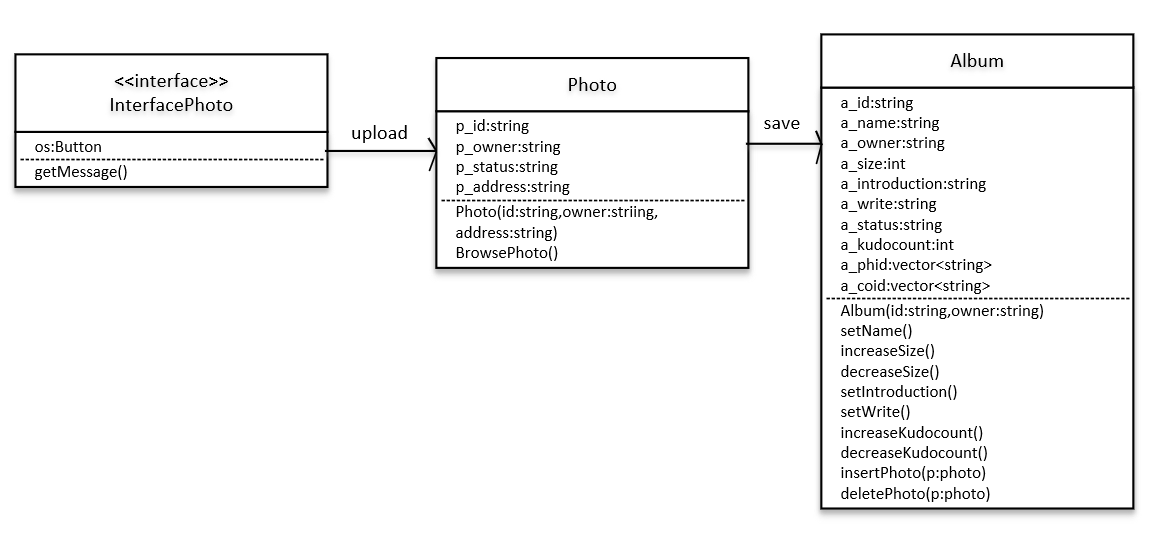 <<interface>>
InterfacePhoto
os:Button
getMessage()
upload
Photo
p_id:string
p_owner:string
p_status:string
p_address:string
Photo(id:string,owner:striing,
address:string)
BrowsePhoto()
save
Album
a_id:string
a_name:string
a_owner:string
a_size:int
a_introduction:string
a_write:string
a_status:string
a_kudocount:int
a_phid:vector<string>
a_coid:vector<string>
Album(id:string,owner:string)
setName()
increaseSize()
decreaseSize()
setIntroduction()
setWrite()
increaseKudocount()
decreaseKudocount()
insertPhoto(p:photo)
deletePhoto(p:photo)